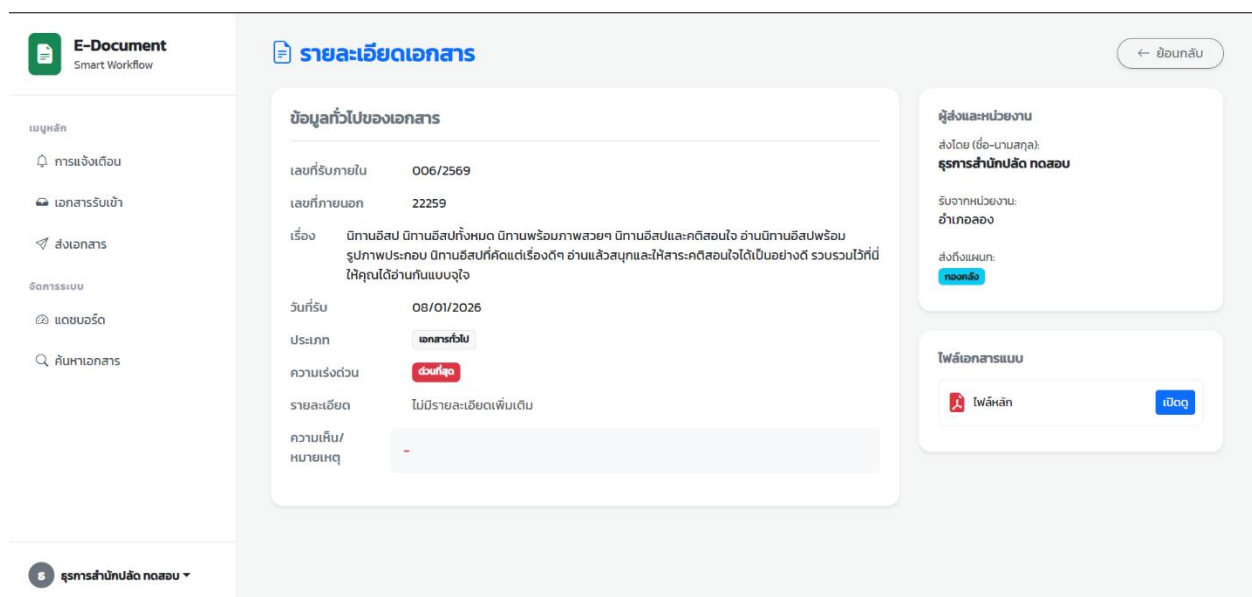 E-Document
Smart Workflow
เมนูหลัก
การแจ้งเตือน
เอกสารรับเข้า
ส่งเอกสาร
จัดการระบบ
แดชบอร์ด
ค้นหาเอกสาร
ธ ธุรการสำนักปลัด ทดสอบ
รายละเอียดเอกสาร
← ย้อนกลับ
ข้อมูลทั่วไปของเอกสาร
เลขที่รับภายใน 006/2569
เลขที่ภายนอก 22259
เรื่อง นิทานอีสป นิทานอีสปทั้งหมด นิทานพร้อมภาพสวยๆ นิทานอีสปและคติสอนใจ อ่านนิทานอีสปพร้อม
รูปภาพประกอบ นิทานอีสปที่คัดแต่เรื่องดีๆ อ่านแล้วสนุกและให้สาระคติสอนใจได้เป็นอย่างดี รวบรวมไว้ที่นี่
ให้คุณได้อ่านกันแบบจุใจ
วันที่รับ 08/01/2026
ประเภท เอกสารทั่วไป
ความเร่งด่วน ด่วนที่สุด
รายละเอียด ไม่มีรายละเอียดเพิ่มเติม
ความเห็น/
หมายเหตุ
-
ผู้ส่งและหน่วยงาน
ส่งโดย (ชื่อ-นามสกุล):
ธุรการสำนักปลัด ทดสอบ
รับจากหน่วยงาน:
อำเภอลอง
ส่งถึงแผนก:
กองคลัง
ไฟล์เอกสารแนบ
ไฟล์หลัก เปิดดู